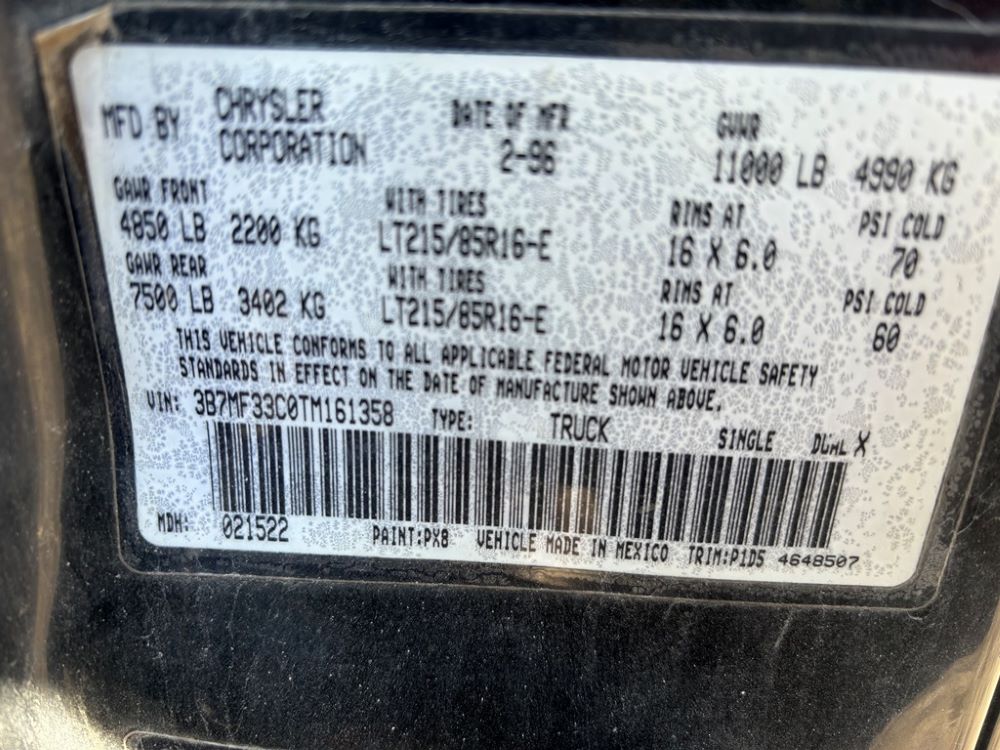 MFD BY CHRYSLER CORPORATION DATE OF MFR 2-96 GVWR 11000 LB 4990 KG
GAWR FRONT WITH TIRES RIMS AT PSI COLD
4850 LB 2200 KG LT215/85R16-E 16 X 6.0 70
GAWR REAR WITH TIRES RIMS AT PSI COLD
7500 LB 3402 KG LT215/85R16-E 16 X 6.0 60
THIS VEHICLE CONFORMS TO ALL APPLICABLE FEDERAL MOTOR VEHICLE SAFETY
STANDARDS IN EFFECT ON THE DATE OF MANUFACTURE SHOWN ABOVE.
VIN: 3B7MF33C0TM161358 TYPE: TRUCK SINGLE DUAL X
MDH: 021522 PAINT:PX8 VEHICLE MADE IN MEXICO TRIM:P1D5 4648507